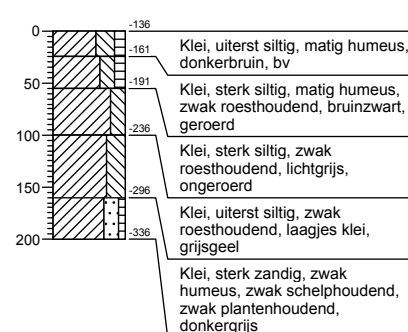 0
50
100
150
200
-136
-161
-191
-236
-296
-336
Klei, uiterst siltig, matig humeus,
donkerbruin, bv
Klei, sterk siltig, matig humeus,
zwak roesthoudend, bruinzwart,
geroerd
Klei, sterk siltig, zwak
roesthoudend, lichtgrijs,
ongeroerd
Klei, uiterst siltig, zwak
roesthoudend, laagjes klei,
grijsgeel
Klei, sterk zandig, zwak
humeus, zwak schelphoudend,
zwak plantenhoudend,
donkergrijs